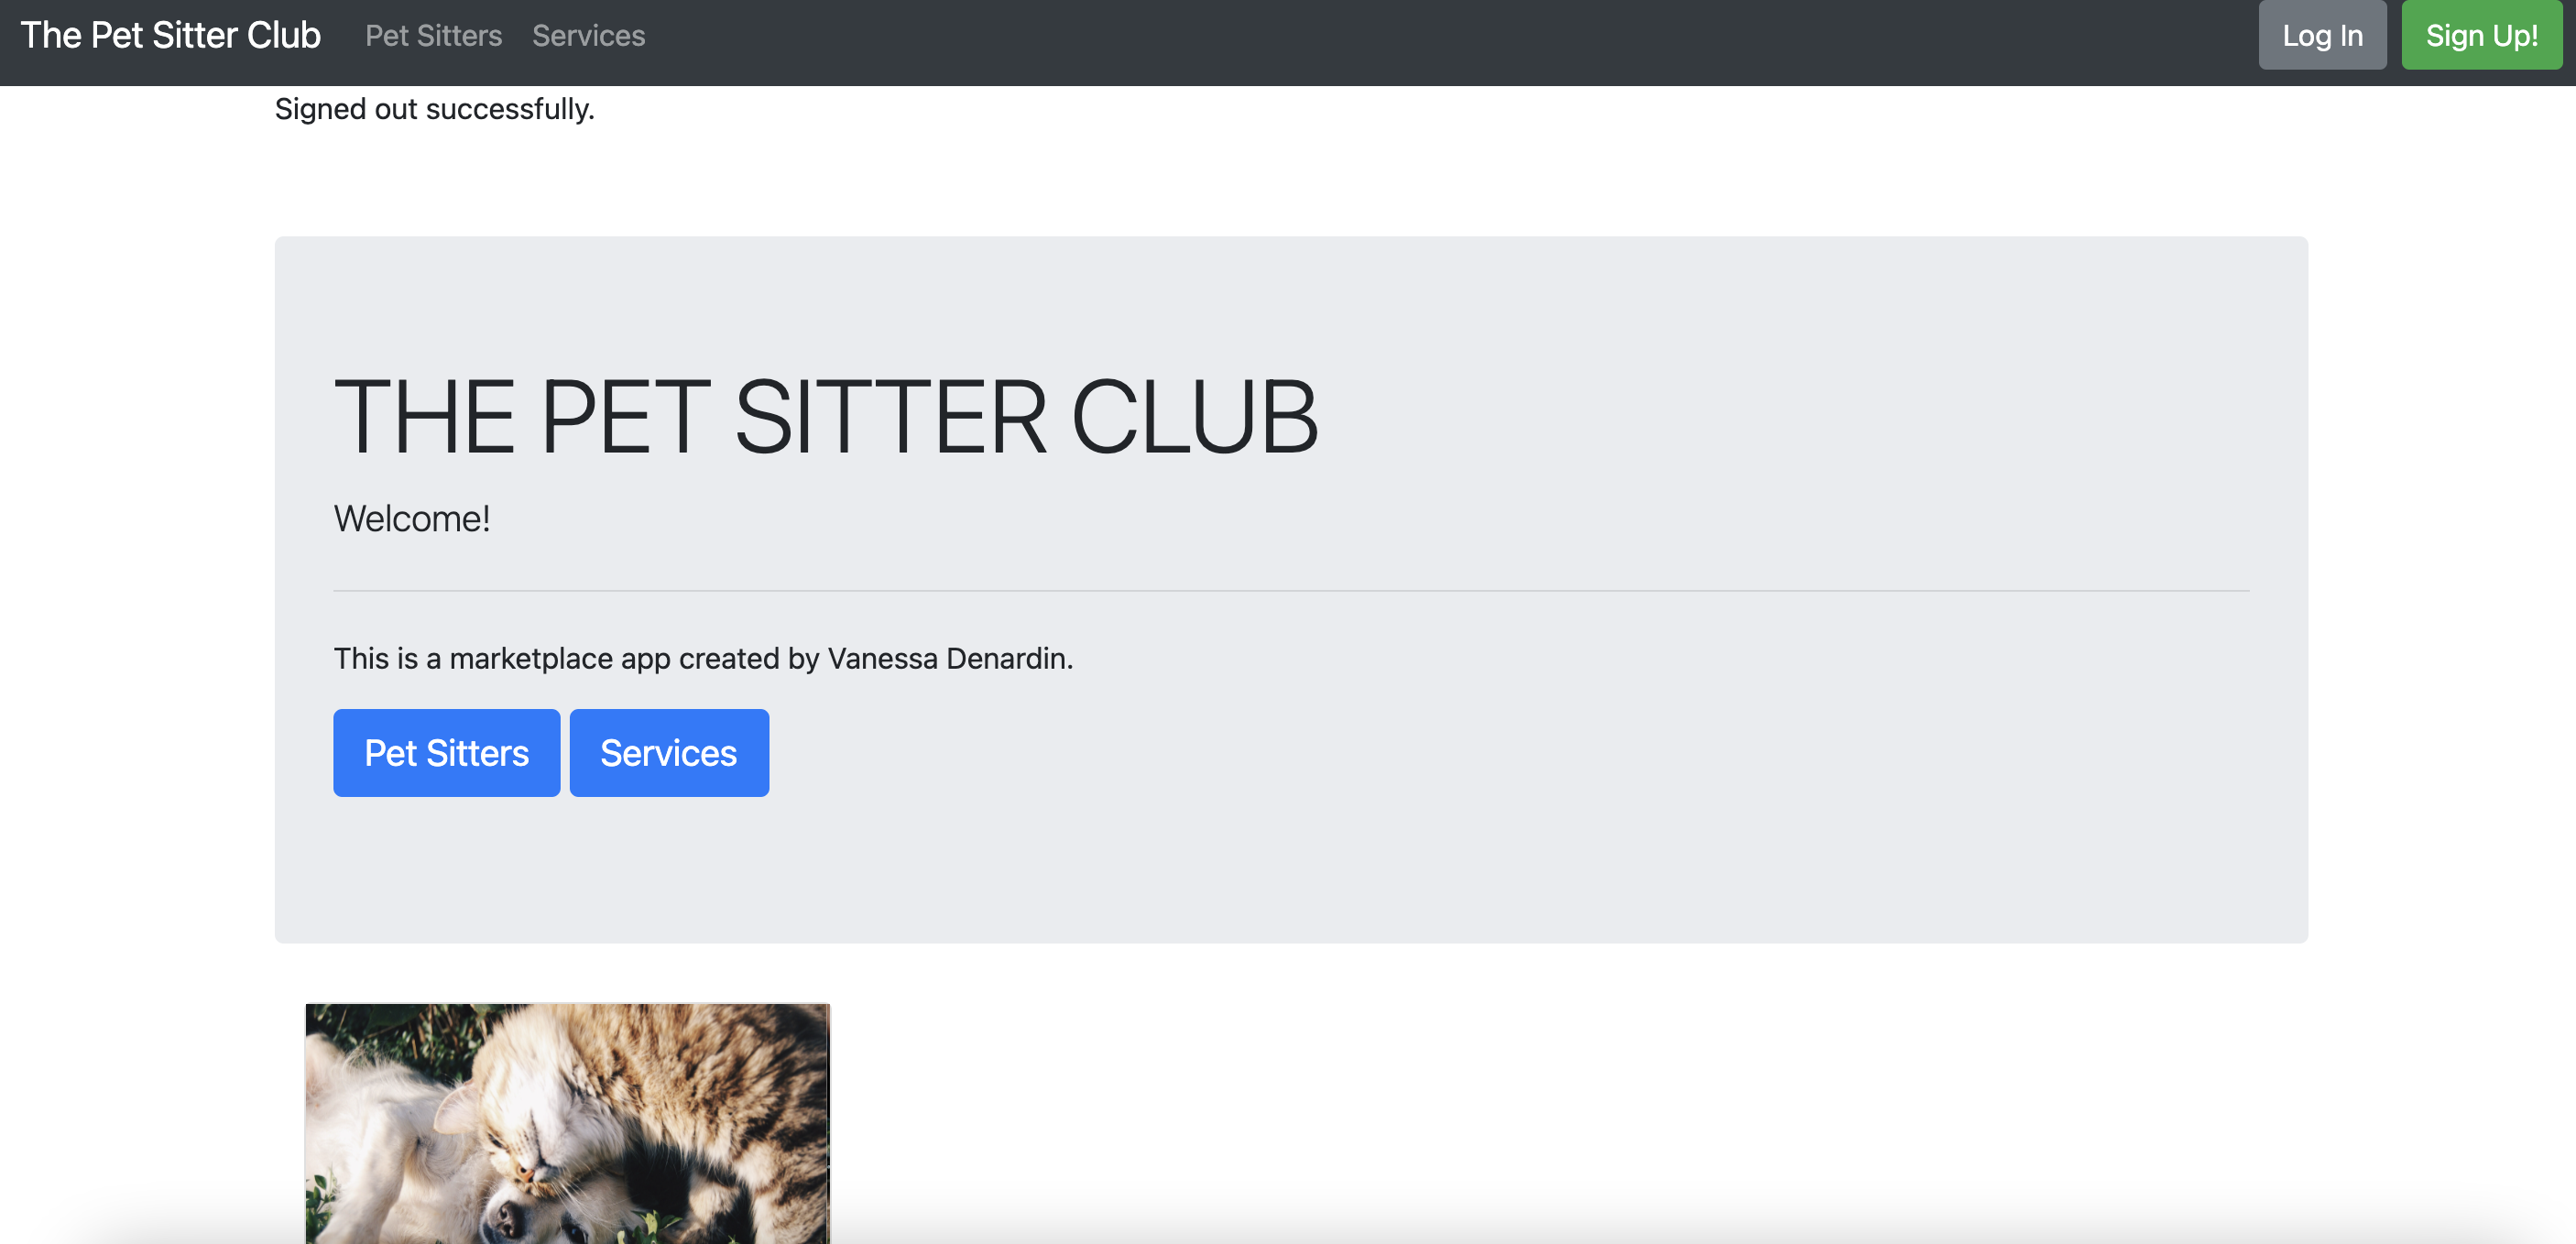 The Pet Sitter Club Pet Sitters Services Log In Sign Up!
Signed out successfully.
THE PET SITTER CLUB
Welcome!
This is a marketplace app created by Vanessa Denardin.
Pet Sitters Services